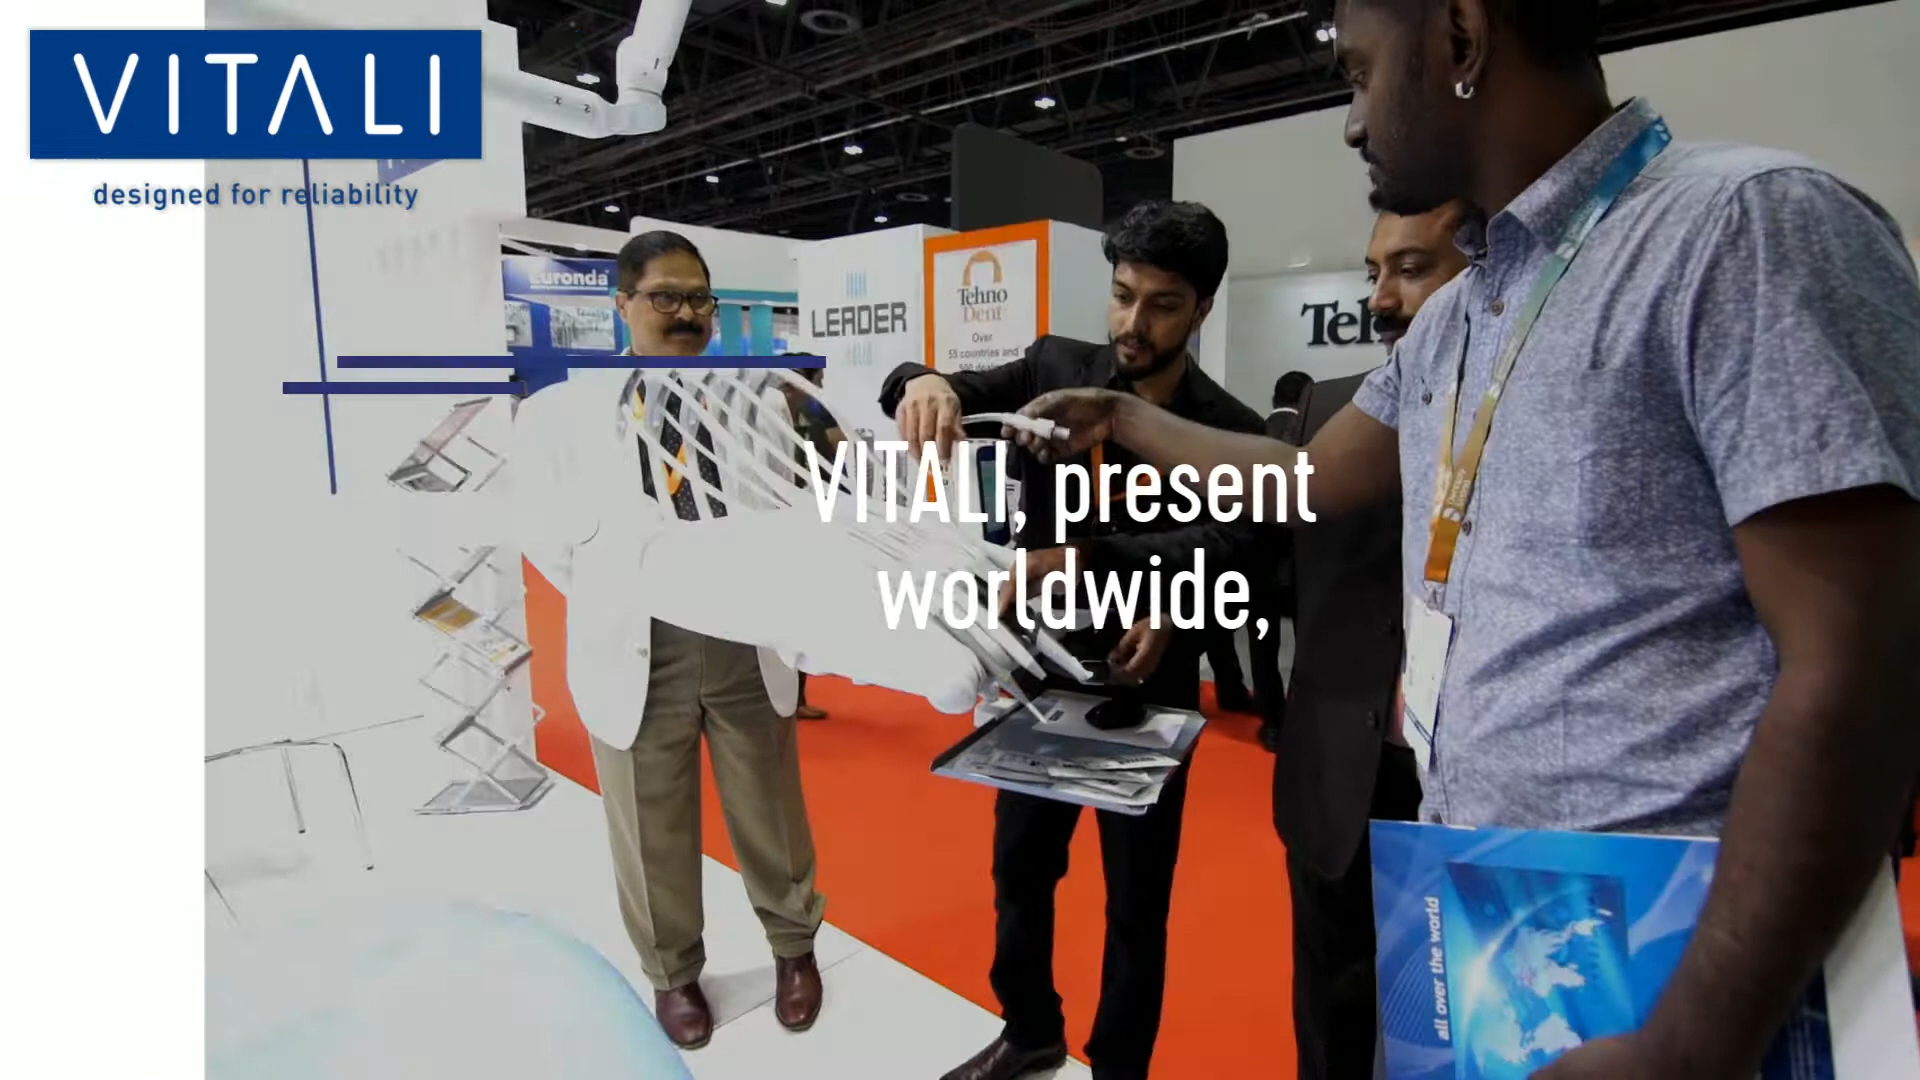 VITALI
designed for reliability
euronda
LEADER
Tehno
Dent
Over
55 countries and
Teh
VITALI, present
worldwide,
all over the world